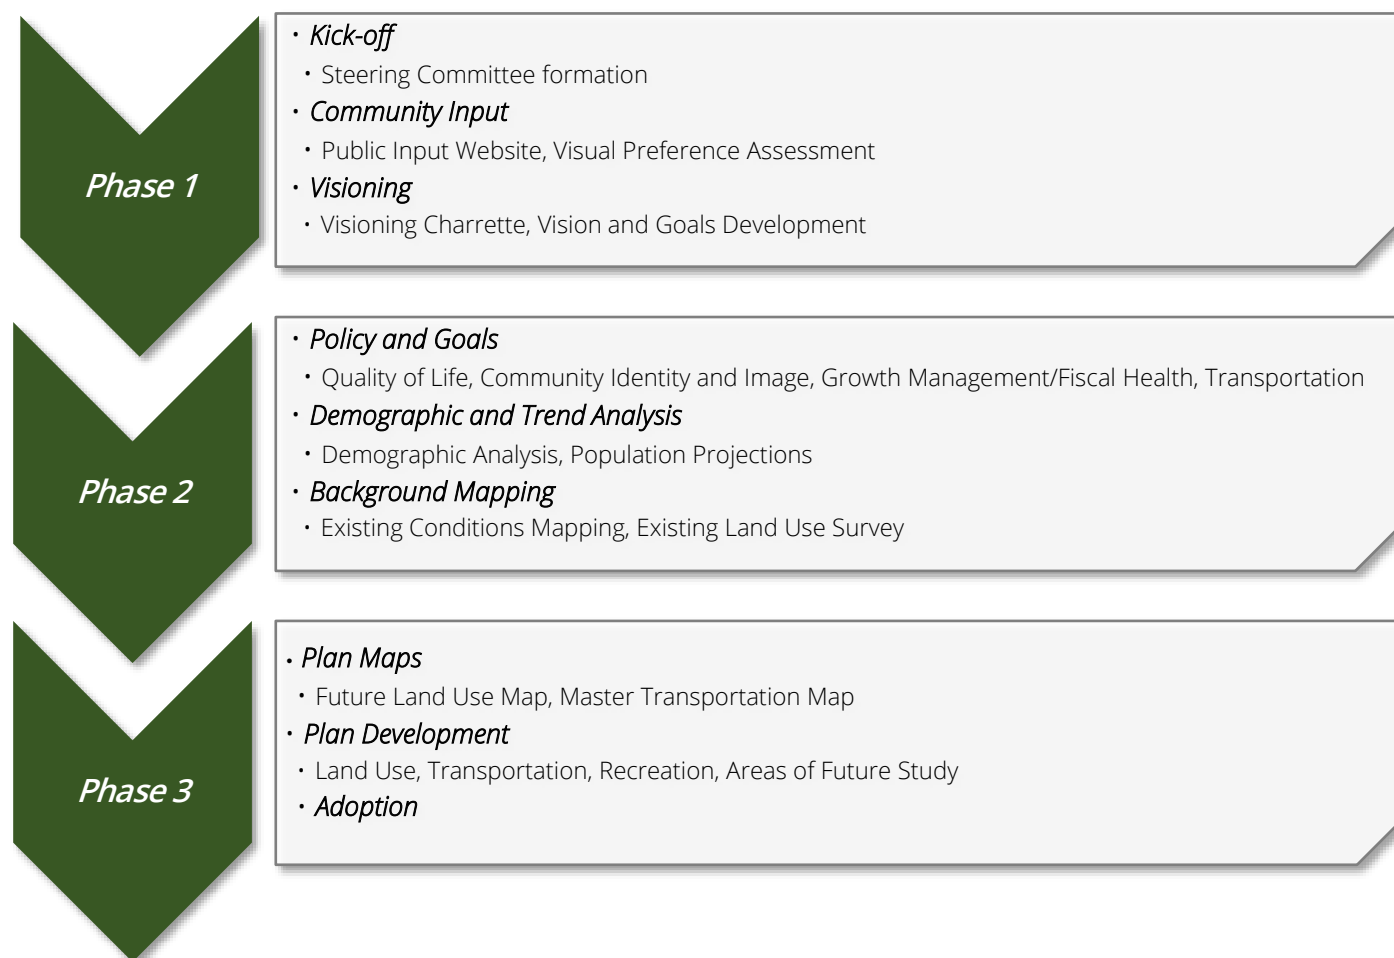 Phase 1
· Kick-off
· Steering Committee formation
· Community Input
· Public Input Website, Visual Preference Assessment
· Visioning
· Visioning Charrette, Vision and Goals Development
Phase 2
· Policy and Goals
· Quality of Life, Community Identity and Image, Growth Management/Fiscal Health, Transportation
· Demographic and Trend Analysis
· Demographic Analysis, Population Projections
· Background Mapping
· Existing Conditions Mapping, Existing Land Use Survey
Phase 3
· Plan Maps
· Future Land Use Map, Master Transportation Map
· Plan Development
· Land Use, Transportation, Recreation, Areas of Future Study
· Adoption